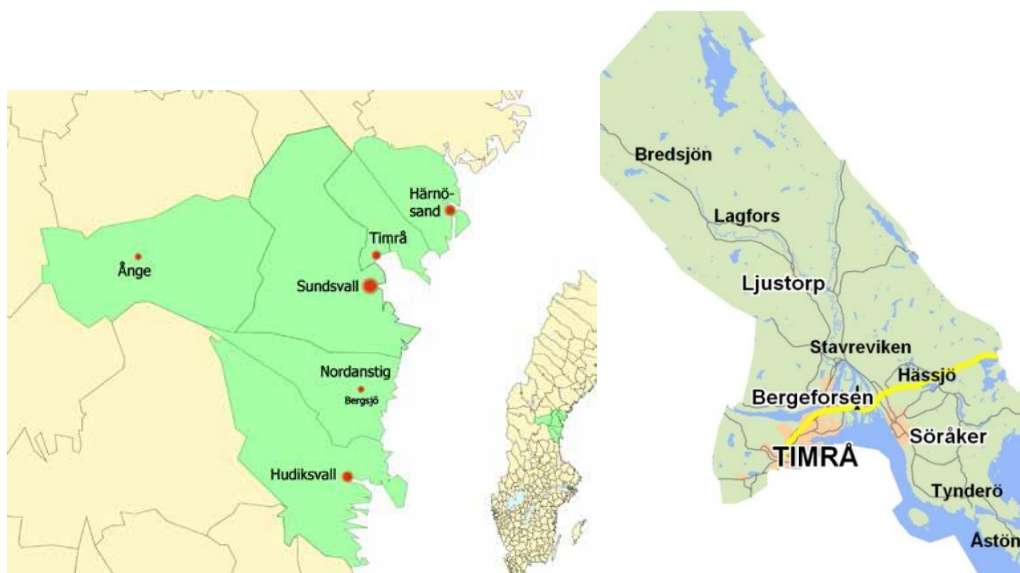 Härnö-
sand
Timrå
Ånge
Sundsvall
Nordanstig
Bergsjö
Hudiksvall
Bredsjön
Lagfors
Ljustorp
Stavreviken
Hässjö
Bergeforsen
Söråker
TIMRÅ
Tynderö
Åstön